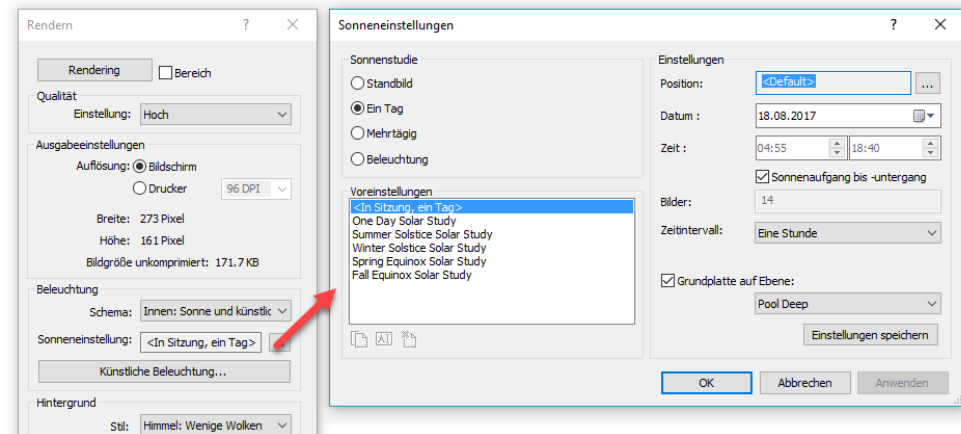 Rendern
Rendering
Bereich
Qualität
Einstellung: Hoch
Ausgabeeinstellungen
Auflösung: Bildschirm
Drucker 96 DPI
Breite: 273 Pixel
Höhe: 161 Pixel
Bildgröße unkomprimiert: 171.7 KB
Beleuchtung
Schema: Innen: Sonne und künstlic
Sonneneinstellung: <In Sitzung, ein Tag>
Künstliche Beleuchtung...
Hintergrund
Stil: Himmel: Wenige Wolken
Sonneneinstellungen
Sonnenstudie
Standbild
Ein Tag
Mehrtägig
Beleuchtung
Voreinstellungen
<In Sitzung, ein Tag>
One Day Solar Study
Summer Solstice Solar Study
Winter Solstice Solar Study
Spring Equinox Solar Study
Fall Equinox Solar Study
AI
Einstellungen
Position: <Default> ...
Datum : 18.08.2017
Zeit : 04:55 18:40
Sonnenaufgang bis -untergang
Bilder: 14
Zeitintervall: Eine Stunde
Grundplatte auf Ebene:
Pool Deep
Einstellungen speichern
OK Abbrechen Anwenden